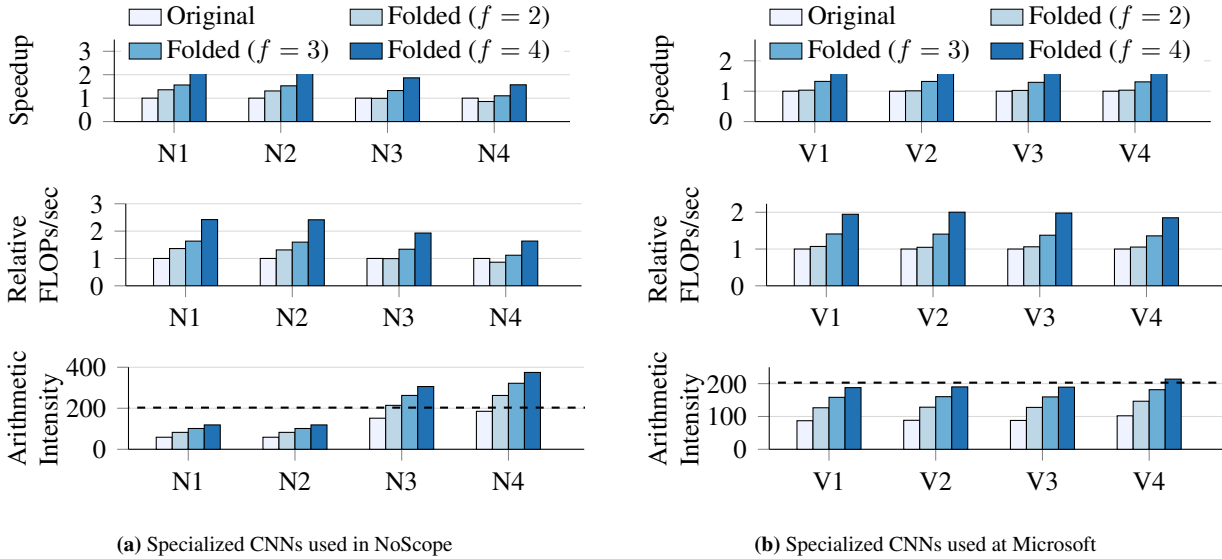 Original
Folded (f = 2)
Folded (f = 3)
Folded (f = 4)
Speedup
3
2
1
0
N1 N2 N3 N4
Relative
FLOPs/sec
3
2
1
0
N1 N2 N3 N4
Arithmetic
Intensity
400
200
0
N1 N2 N3 N4
(a) Specialized CNNs used in NoScope
Original
Folded (f = 2)
Folded (f = 3)
Folded (f = 4)
Speedup
2
1
0
V1 V2 V3 V4
Relative
FLOPs/sec
2
1
0
V1 V2 V3 V4
Arithmetic
Intensity
200
100
0
V1 V2 V3 V4
(b) Specialized CNNs used at Microsoft